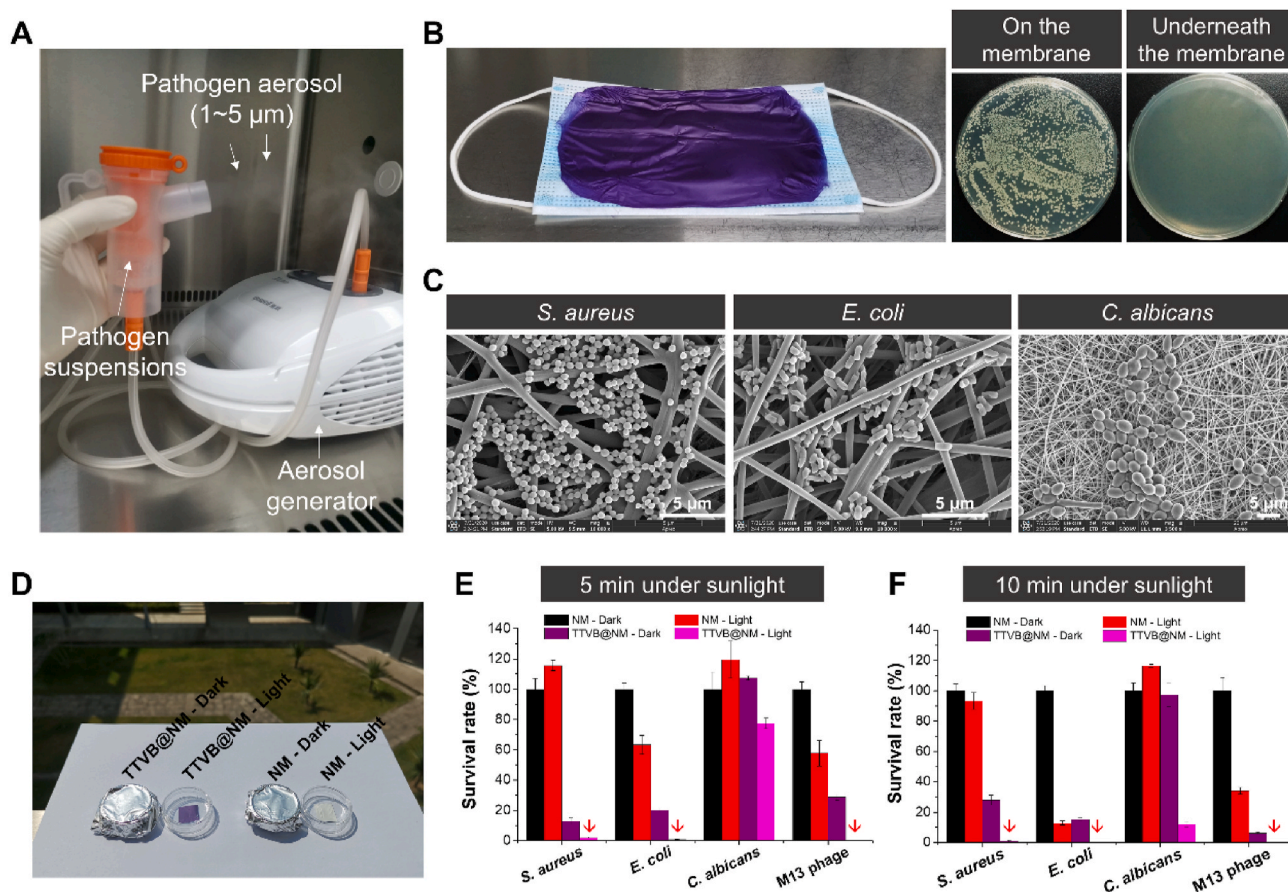 A
Pathogen aerosol
(1~5 µm)
Pathogen
suspensions
Aerosol
generator
B
On the
membrane
Underneath
the membrane
C
S. aureus
E. coli
C. albicans
5 µm
5 µm
5 µm
D
TTVB@NM - Dark
TTVB@NM - Light
NM - Dark
NM - Light
E
5 min under sunlight
NM - Dark
NM - Light
TTVB@NM - Dark
TTVB@NM - Light
Survival rate (%)
140
120
100
80
60
40
20
0
S. aureus
E. coli
C. albicans
M13 phage
F
10 min under sunlight
NM - Dark
NM - Light
TTVB@NM - Dark
TTVB@NM - Light
Survival rate (%)
140
120
100
80
60
40
20
0
S. aureus
E. coli
C. albicans
M13 phage